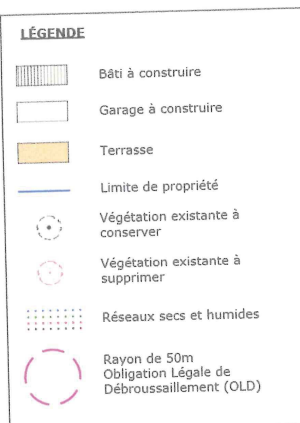 LÉGENDE
Bâti à construire
Garage à construire
Terrasse
Limite de propriété
Végétation existante à
conserver
Végétation existante à
supprimer
Réseaux secs et humides
Rayon de 50m
Obligation Légale de
Débroussaillement (OLD)